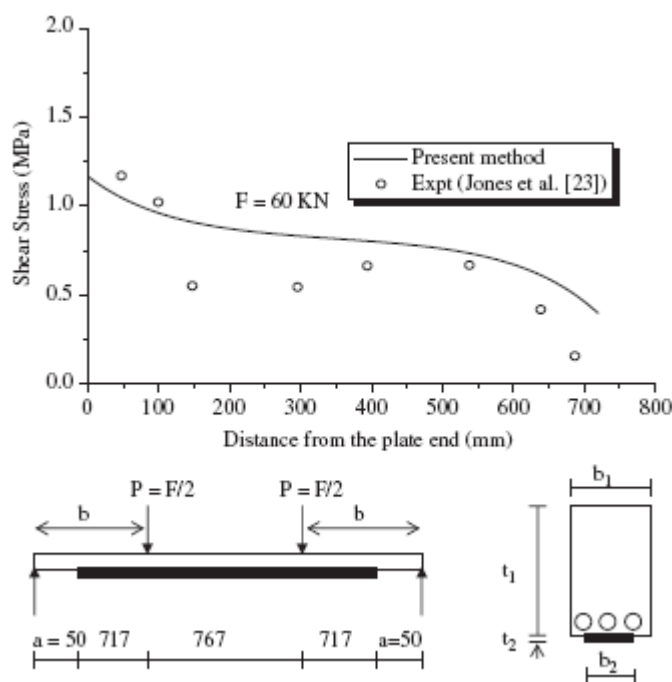 2.0
1.5
1.0
0.5
0.0
Shear Stress (MPa)
Present method
Expt (Jones et al. [23])
F = 60 KN
0 100 200 300 400 500 600 700 800
Distance from the plate end (mm)
P = F/2 P = F/2
b b
a = 50 717 767 717 a=50
b1
t1
t2
b2